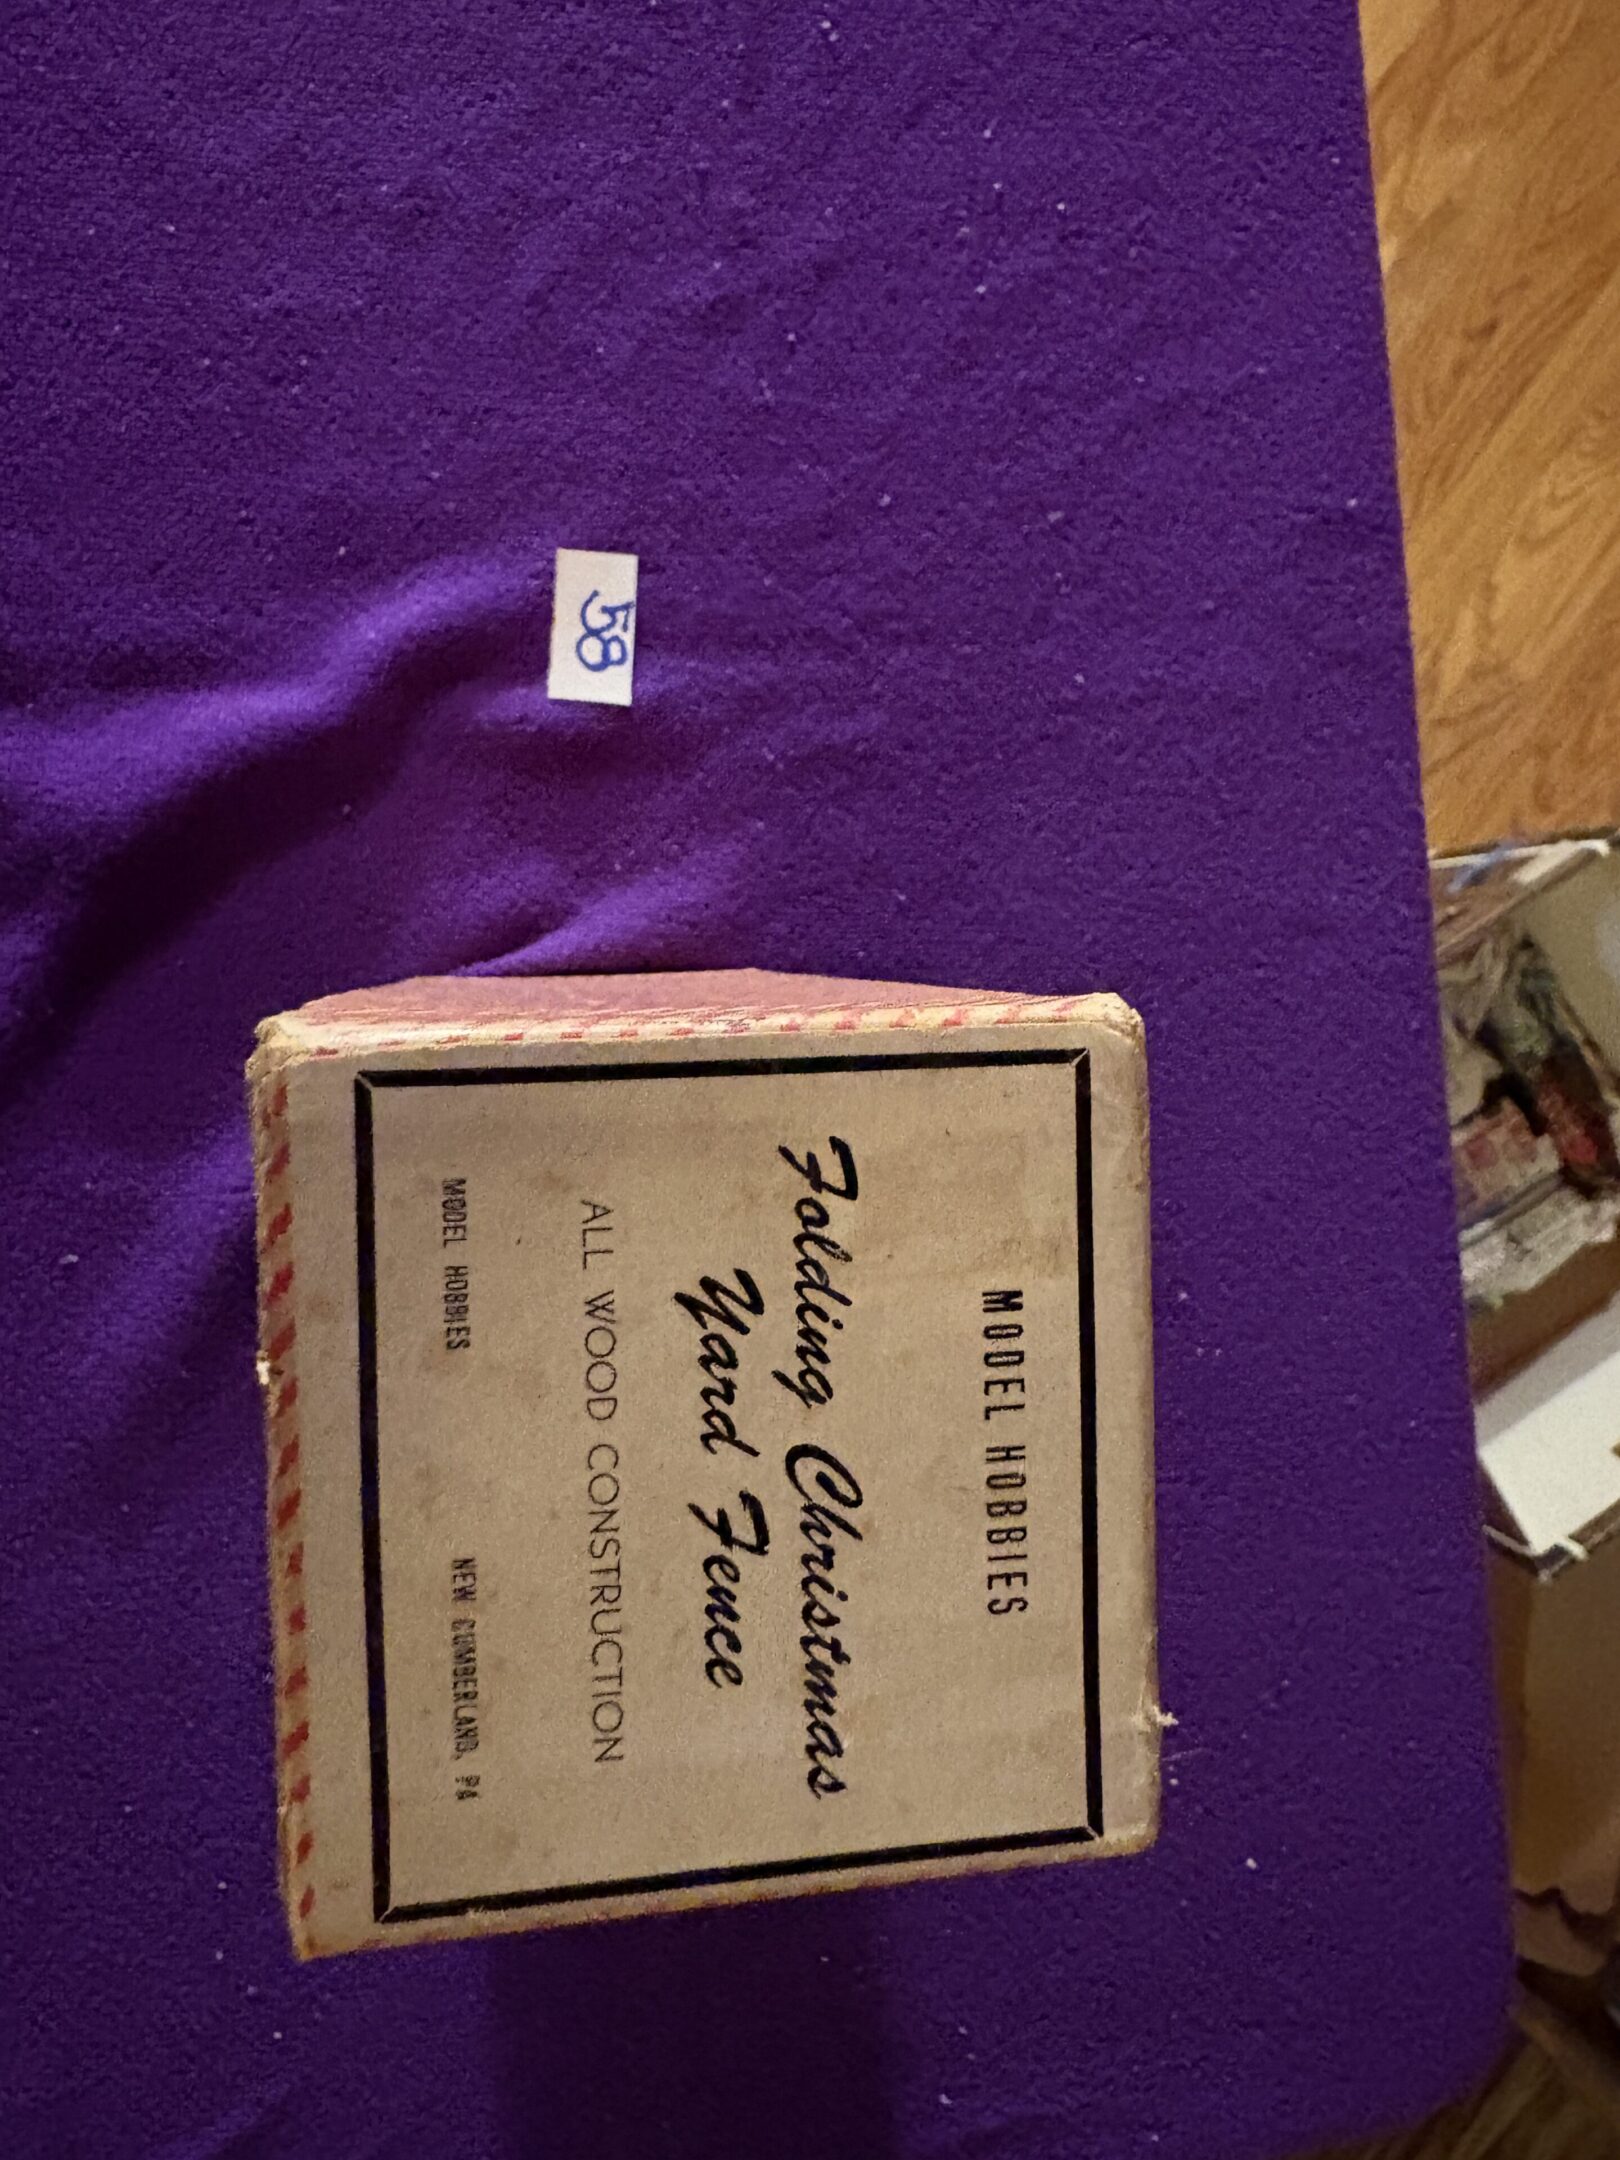 58
MODEL HOBBIES
Folding Christmas
Yard Fence
ALL WOOD CONSTRUCTION
MODEL HOBBIES NEW CUMBERLAND, PA